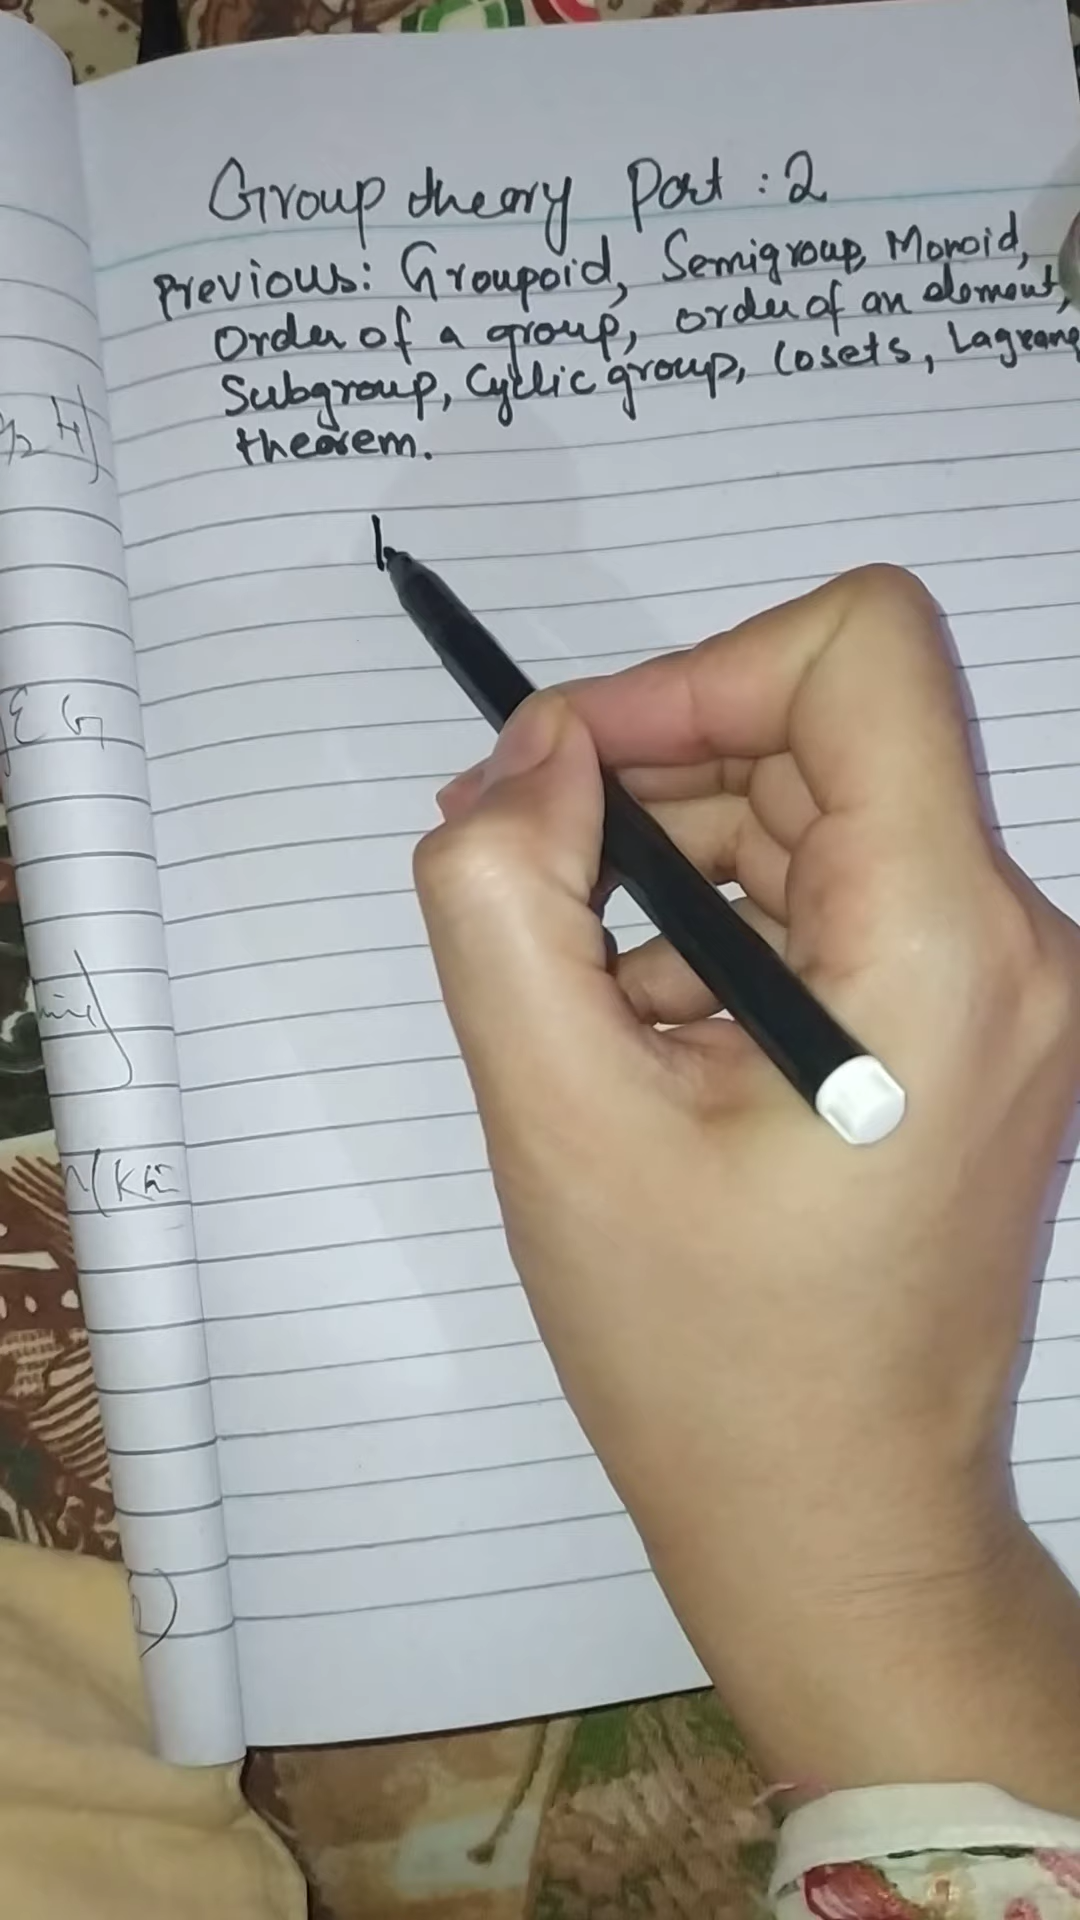 Group theory Part : 2
Previous: Groupoid, Semigroup, Monoid,
Order of a group, order of an element,
Subgroup, Cyclic group, Cosets, Lagrang
theorem.
E G